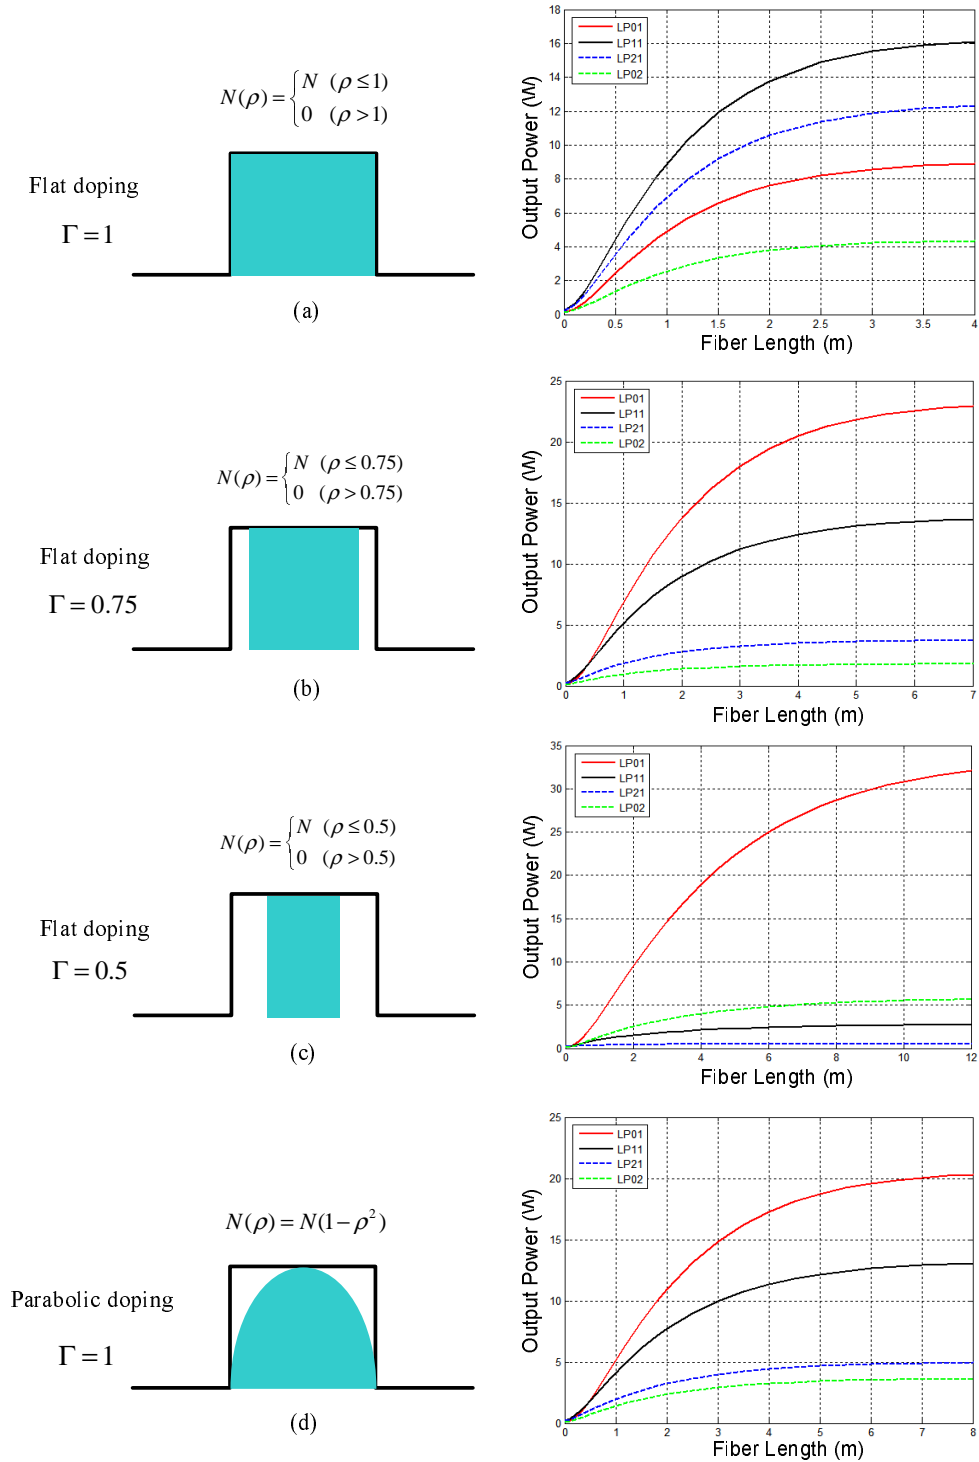 N(ρ) = { N (ρ ≤ 1)
0 (ρ > 1)
Flat doping
Γ = 1
(a)
LP01
LP11
LP21
LP02
Output Power (W)
18
16
14
12
10
8
6
4
2
0
0 0.5 1 1.5 2 2.5 3 3.5 4
Fiber Length (m)
N(ρ) = { N (ρ ≤ 0.75)
0 (ρ > 0.75)
Flat doping
Γ = 0.75
(b)
LP01
LP11
LP21
LP02
Output Power (W)
25
20
15
10
5
0
0 1 2 3 4 5 6 7
Fiber Length (m)
N(ρ) = { N (ρ ≤ 0.5)
0 (ρ > 0.5)
Flat doping
Γ = 0.5
(c)
LP01
LP11
LP21
LP02
Output Power (W)
35
30
25
20
15
10
5
0
0 2 4 6 8 10 12
Fiber Length (m)
N(ρ) = N(1 − ρ²)
Parabolic doping
Γ = 1
(d)
LP01
LP11
LP21
LP02
Output Power (W)
25
20
15
10
5
0
0 1 2 3 4 5 6 7 8
Fiber Length (m)